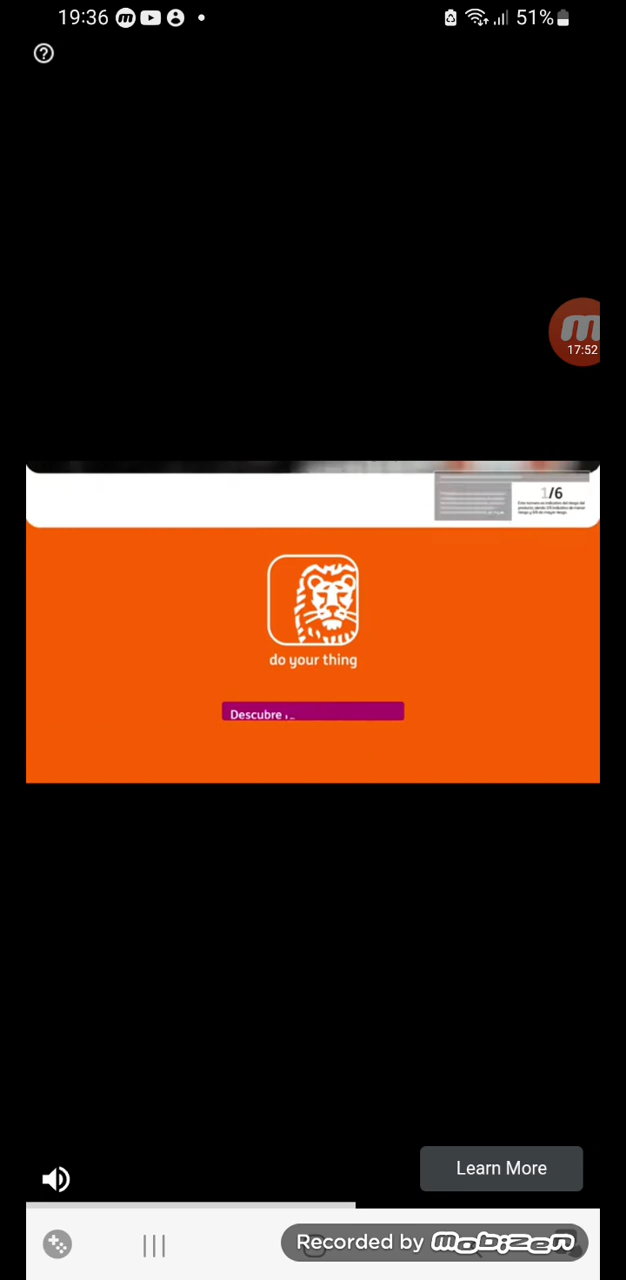 19:36
51%
17:52
1/6
do your thing
Descubre
Learn More
Recorded by mobizen